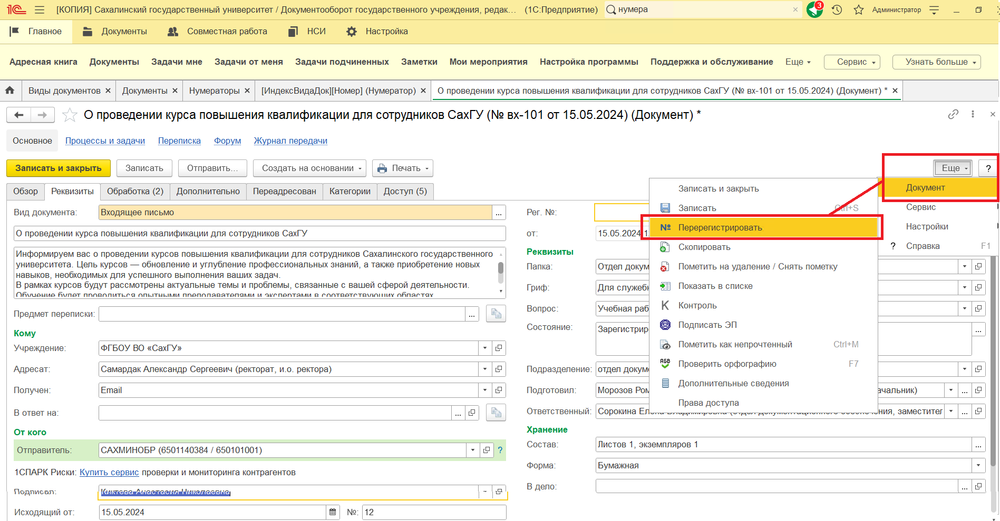 [КОПИЯ] Сахалинский государственный университет / Документооборот государственного учреждения, редак... (1С:Предприятие)
нумера
3
Администратор
Главное
Документы
Совместная работа
НСИ
Настройка
Адресная книга
Документы
Задачи мне
Задачи от меня
Задачи подчиненных
Заметки
Мои мероприятия
Настройка программы
Поддержка и обслуживание
Еще
Сервис
Узнать больше
Виды документов
Документы
Нумераторы
[ИндексВидаДок][Номер] (Нумератор)
О проведении курса повышения квалификации для сотрудников СахГУ (№ вх-101 от 15.05.2024) (Документ) *
О проведении курса повышения квалификации для сотрудников СахГУ (№ вх-101 от 15.05.2024) (Документ) *
Основное
Процессы и задачи
Переписка
Форум
Журнал передачи
Записать и закрыть
Записать
Отправить...
Создать на основании
Печать
Еще
?
Обзор
Реквизиты
Обработка (2)
Дополнительно
Переадресован
Категории
Доступ (5)
Вид документа:
Входящее письмо
...
О проведении курса повышения квалификации для сотрудников СахГУ
Информируем вас о проведении курсов повышения квалификации для сотрудников Сахалинского государственного
университета. Цель курсов — обновление и углубление профессиональных знаний, а также приобретение новых
навыков, необходимых для успешного выполнения ваших задач.
В рамках курсов будут рассмотрены актуальные темы и проблемы, связанные с вашей сферой деятельности.
Обучение будет проводиться опытными преподавателями и экспертами в соответствующих областях
Предмет переписки:
...
Кому
Учреждение:
ФГБОУ ВО «СахГУ»
Адресат:
Самардак Александр Сергеевич (ректорат, и.о. ректора)
Получен:
Email
В ответ на:
...
От кого
Отправитель:
САХМИНОБР (6501140384 / 650101001)
?
1СПАРК Риски: Купить сервис проверки и мониторинга контрагентов
Подписал:
Исходящий от:
15.05.2024
№:
12
Рег. №:
от:
15.05.2024 1
Реквизиты
Папка:
Отдел докум
Гриф:
Для служеб
Вопрос:
Учебная раб
Состояние:
Зарегистрир
...
Подразделение:
отдел докуме
Подготовил:
Морозов Ром
ачальник)
...
Ответственный:
Сорокина Елена Владимировна (отдел документационного обеспечения, заместител
...
Хранение
Состав:
Листов 1, экземпляров 1
...
Форма:
Бумажная
В дело:
...
Записать и закрыть
Записать
Ctrl+S
№
Перерегистрировать
Скопировать
Пометить на удаление / Снять пометку
Показать в списке
К
Контроль
Подписать ЭП
Пометить как непрочтенный
Ctrl+M
АБВ
Проверить орфографию
F7
Дополнительные сведения
Права доступа
Документ
Сервис
Настройки
?
Справка
F1